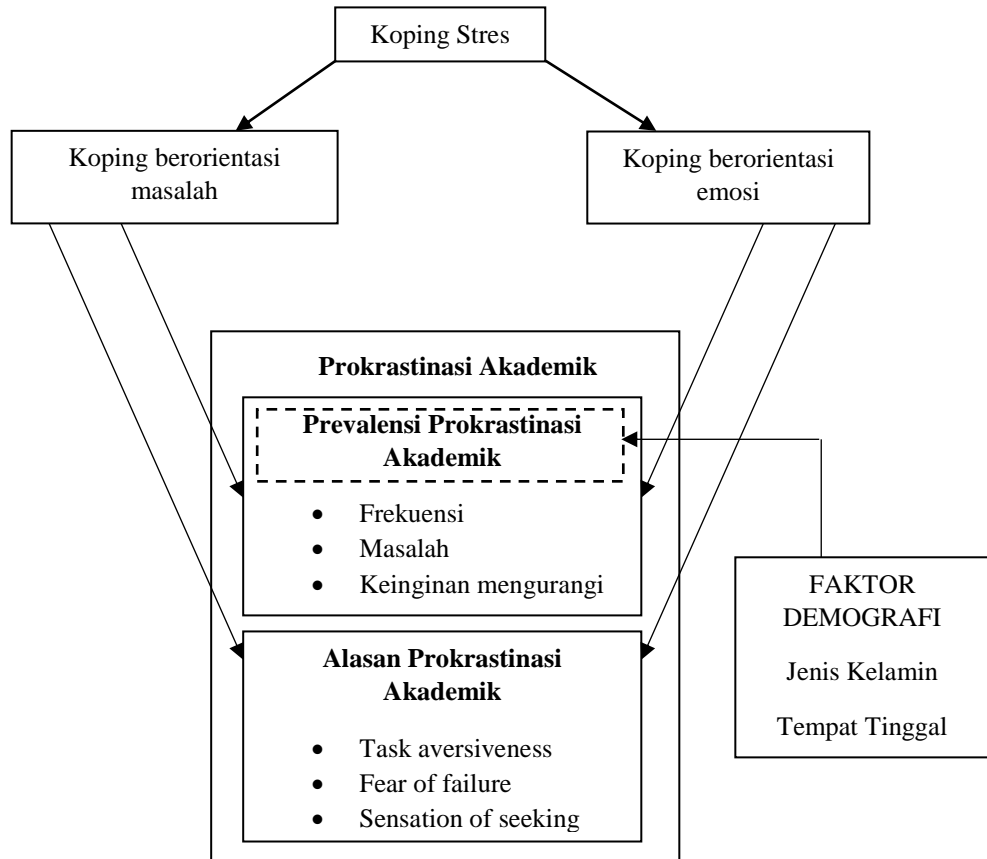 Koping Stres
Koping berorientasi
masalah
Koping berorientasi
emosi
Prokrastinasi Akademik
Prevalensi Prokrastinasi
Akademik
• Frekuensi
• Masalah
• Keinginan mengurangi
FAKTOR
DEMOGRAFI
Jenis Kelamin
Tempat Tinggal
Alasan Prokrastinasi
Akademik
• Task aversiveness
• Fear of failure
• Sensation of seeking